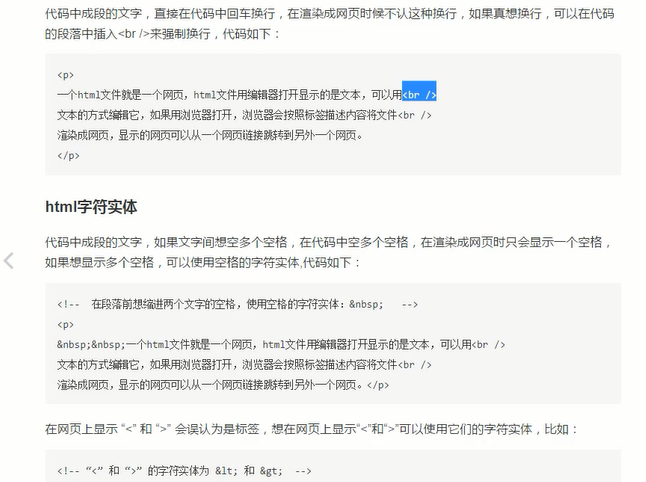 代码中成段的文字，直接在代码中回车换行，在渲染成网页时候不认这种换行，如果真想换行，可以在代码
的段落中插入<br />来强制换行，代码如下：
<p>
一个html文件就是一个网页，html文件用编辑器打开显示的是文本，可以用<br />
文本的方式编辑它，如果用浏览器打开，浏览器会按照标签描述内容将文件<br />
渲染成网页，显示的网页可以从一个网页链接跳转到另外一个网页。
</p>
html字符实体
代码中成段的文字，如果文字间想空多个空格，在代码中空多个空格，在渲染成网页时只会显示一个空格，
如果想显示多个空格，可以使用空格的字符实体,代码如下：
<!--  在段落前想缩进两个文字的空格，使用空格的字符实体：&nbsp;   -->
<p>
&nbsp;&nbsp;一个html文件就是一个网页，html文件用编辑器打开显示的是文本，可以用<br />
文本的方式编辑它，如果用浏览器打开，浏览器会按照标签描述内容将文件<br />
渲染成网页，显示的网页可以从一个网页链接跳转到另外一个网页。</p>
在网页上显示 “<” 和 “>” 会误认为是标签，想在网页上显示“<”和“>”可以使用它们的字符实体，比如：
<!-- “<” 和 “>” 的字符实体为 &lt; 和 &gt;  -->